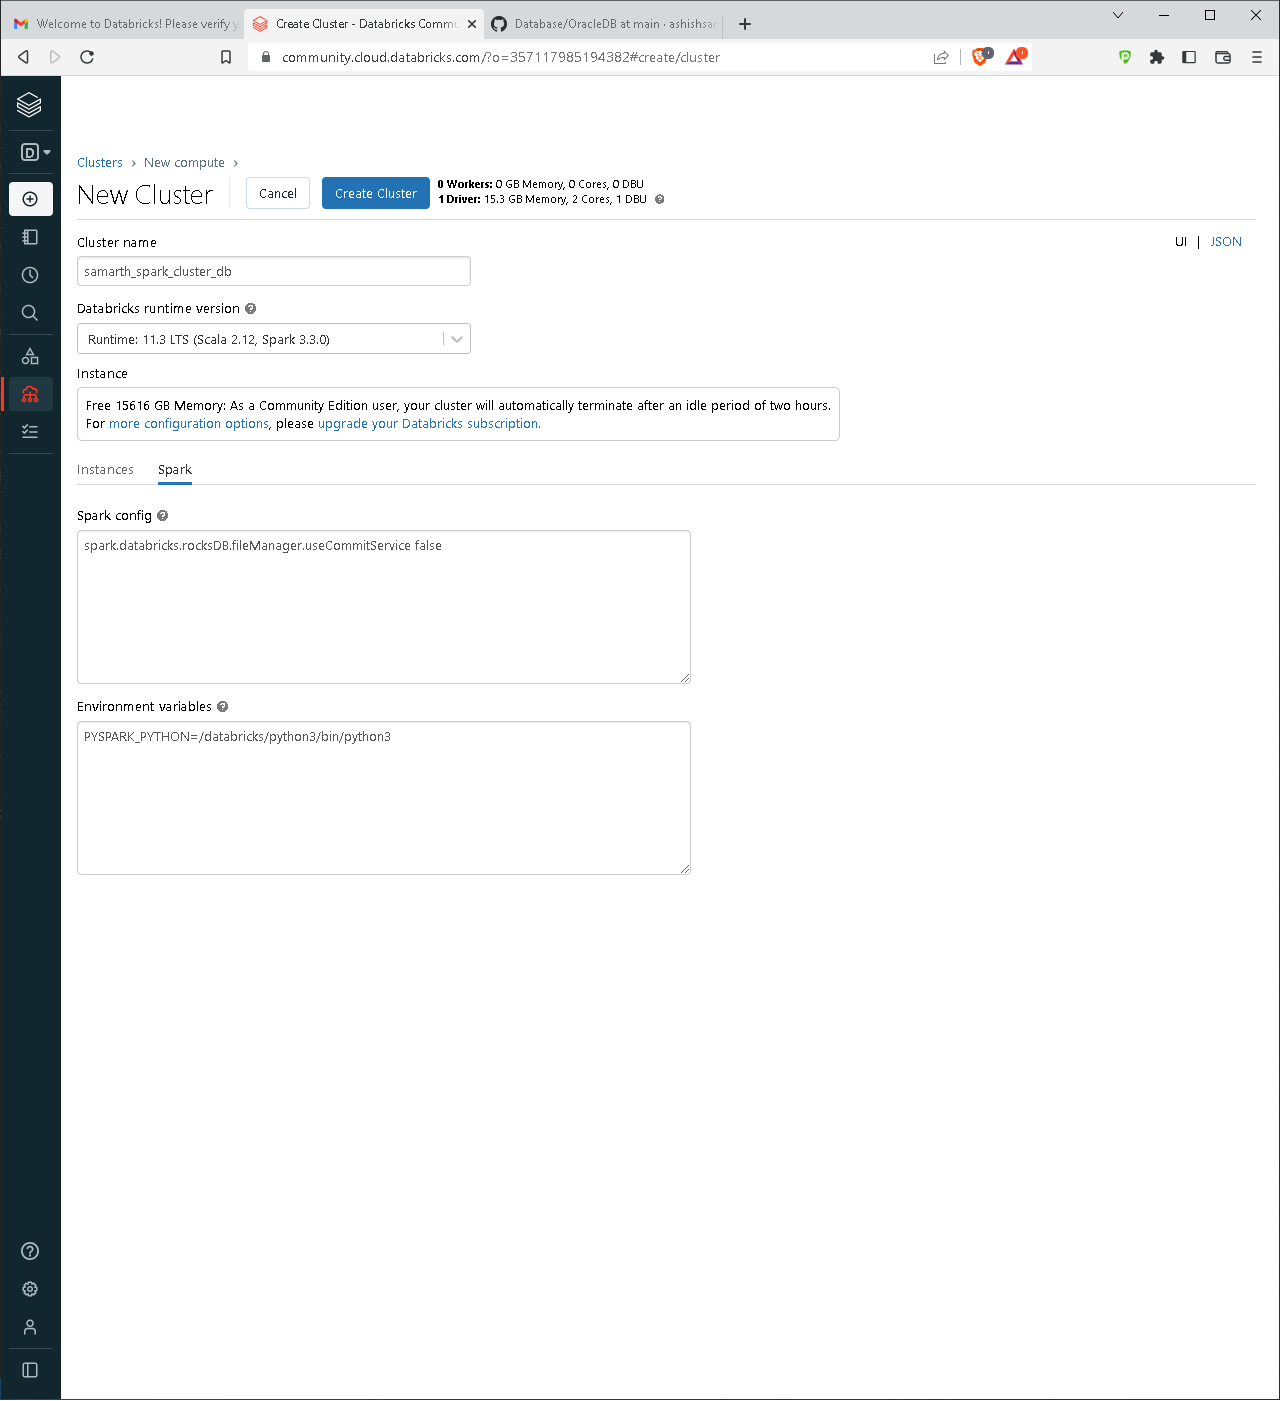 Welcome to Databricks! Please verify y
Create Cluster - Databricks Commu
Database/OracleDB at main · ashishsar
community.cloud.databricks.com/?o=357117985194382#create/cluster
D
Clusters › New compute ›
New Cluster
Cancel
Create Cluster
0 Workers: 0 GB Memory, 0 Cores, 0 DBU
1 Driver: 15.3 GB Memory, 2 Cores, 1 DBU
Cluster name
UI | JSON
samarth_spark_cluster_db
Databricks runtime version
Runtime: 11.3 LTS (Scala 2.12, Spark 3.3.0)
Instance
Free 15616 GB Memory: As a Community Edition user, your cluster will automatically terminate after an idle period of two hours.
For more configuration options, please upgrade your Databricks subscription.
Instances Spark
Spark config
spark.databricks.rocksDB.fileManager.useCommitService false
Environment variables
PYSPARK_PYTHON=/databricks/python3/bin/python3